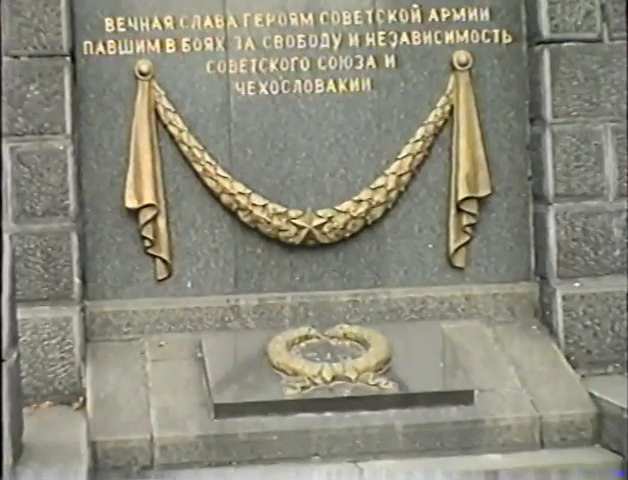 ВЕЧНАЯ СЛАВА ГЕРОЯМ СОВЕТСКОЙ АРМИИ
ПАВШИМ В БОЯХ ЗА СВОБОДУ И НЕЗАВИСИМОСТЬ
СОВЕТСКОГО СОЮЗА И
ЧЕХОСЛОВАКИИ